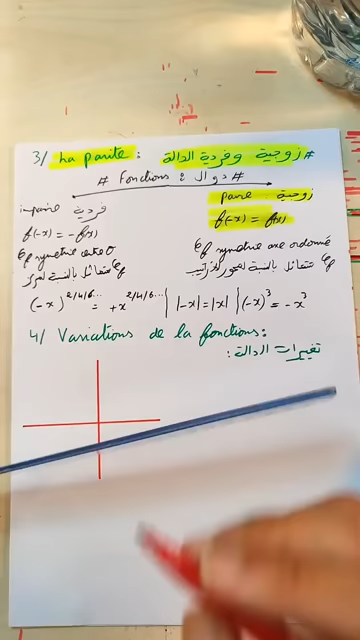 3/ La parité : زوجية وفردية الدالة #
# Fonctions : دوال #
impaire فردية
paire : زوجية
f(-x) = -f(x)
f(-x) = f(x)
Cf symétrie centre O
Cf symétrie axe ordonné
Cf متماثل بالنسبة للمركز
Cf متماثل بالنسبة لمحور التراتيب
(-x)^2/4/6... = +x^2/4/6... | |-x| = |x| | (-x)^3 = -x^3
4/ Variations de la fonctions :
تغيرات الدالة :